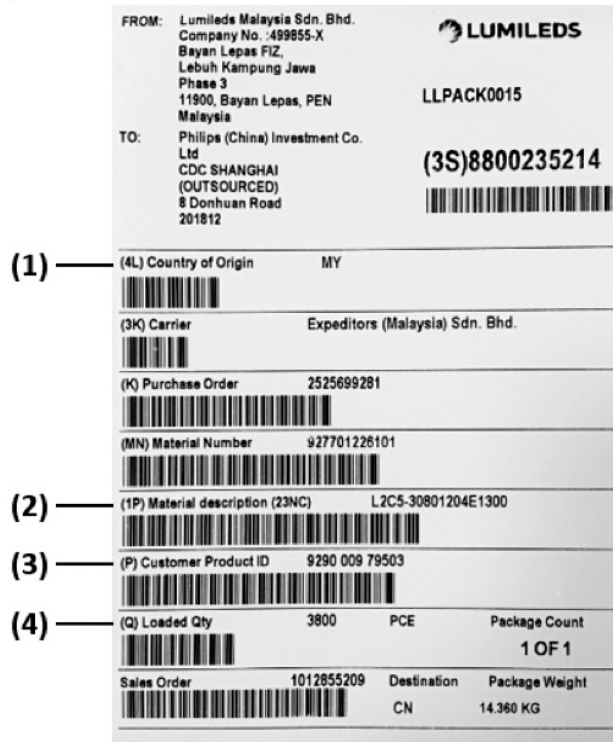 FROM: Lumileds Malaysia Sdn. Bhd.
Company No. :499855-X
Bayan Lepas FIZ,
Lebuh Kampung Jawa
Phase 3
11900, Bayan Lepas, PEN
Malaysia
LUMILEDS
LLPACK0015
TO: Philips (China) Investment Co.
Ltd
CDC SHANGHAI
(OUTSOURCED)
8 Donhuan Road
201812
(3S)8800235214
(1) (4L) Country of Origin MY
(3K) Carrier Expeditors (Malaysia) Sdn. Bhd.
(K) Purchase Order 2525699281
(MN) Material Number 927701226101
(2) (1P) Material description (23NC) L2C5-30801204E1300
(3) (P) Customer Product ID 9290 009 79503
(4) (Q) Loaded Qty 3800 PCE Package Count
1 OF 1
Sales Order 1012855209 Destination Package Weight
CN 14.360 KG